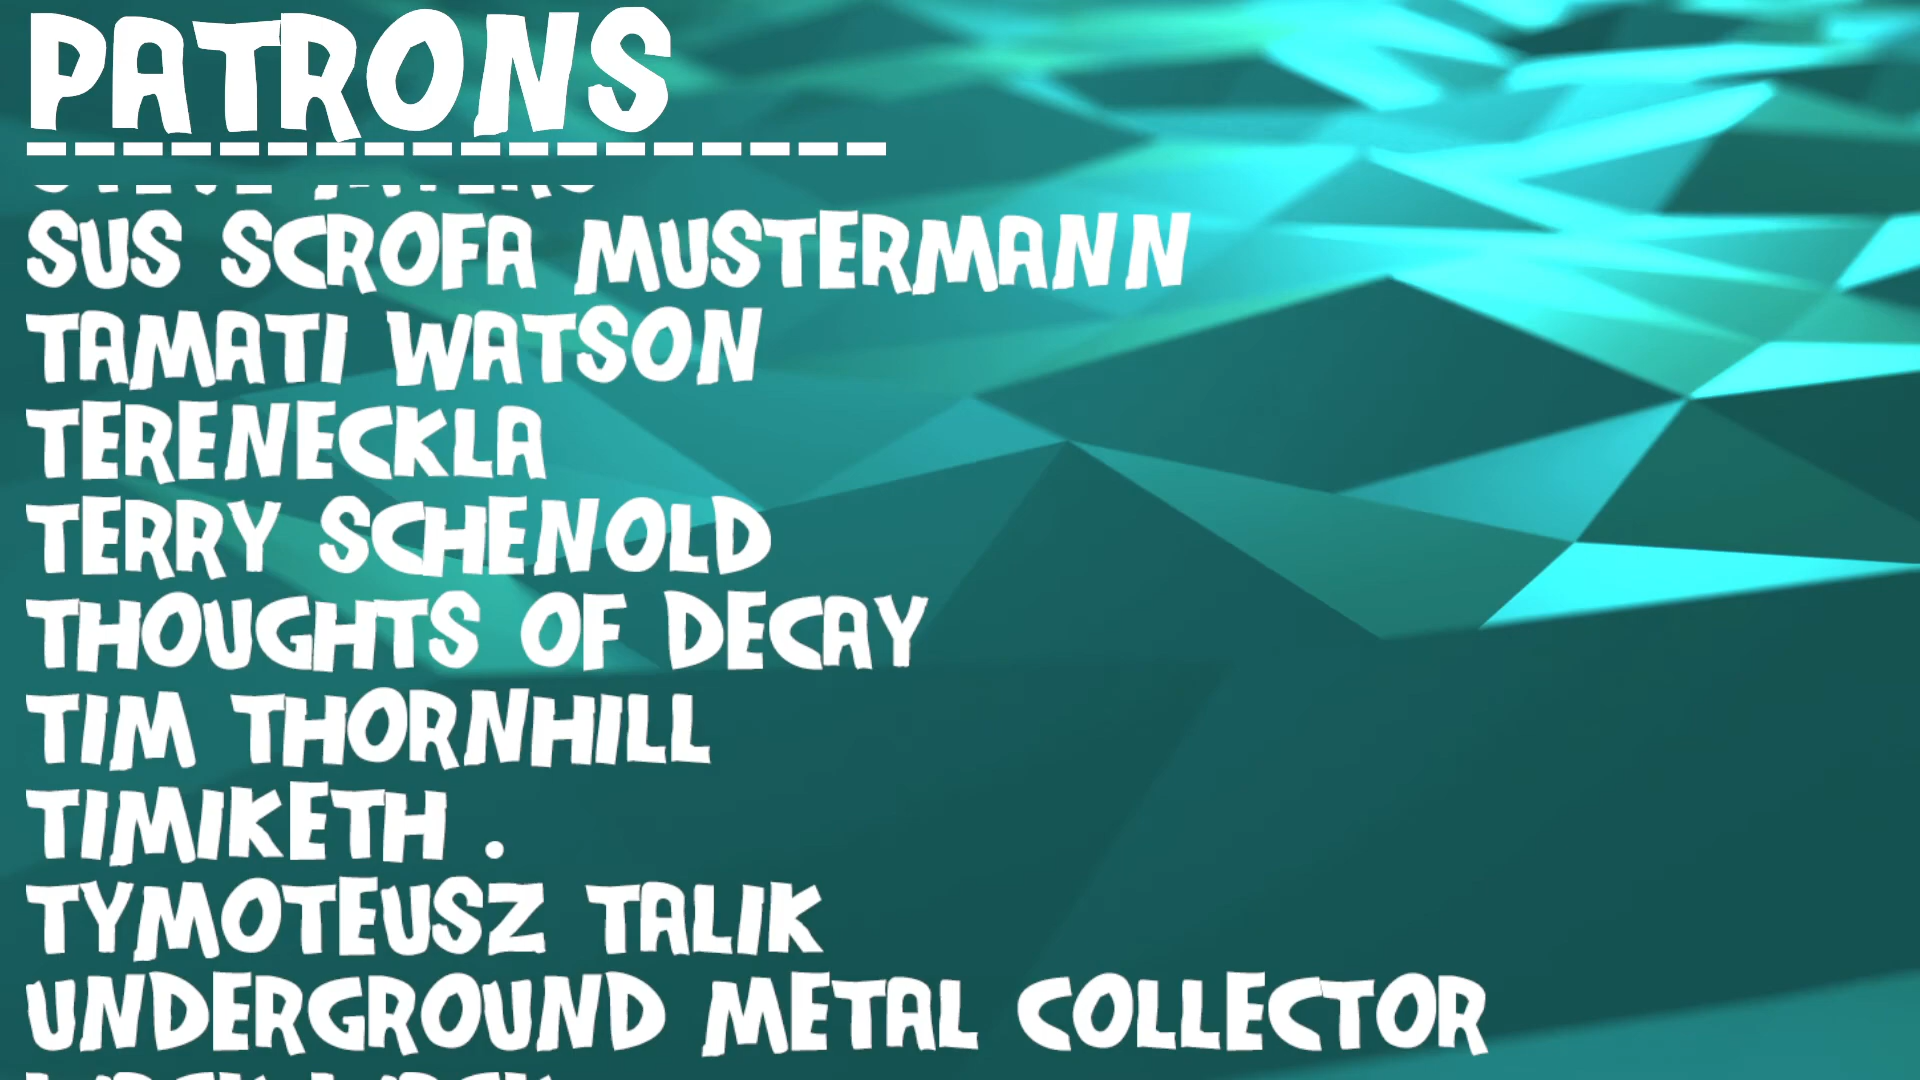 PATRONS
------------------
SUS SCROFA MUSTERMANN
TAMATI WATSON
TERENECKLA
TERRY SCHENOLD
THOUGHTS OF DECAY
TIM THORNHILL
TIMIKETH .
TYMOTEUSZ TALIK
UNDERGROUND METAL COLLECTOR